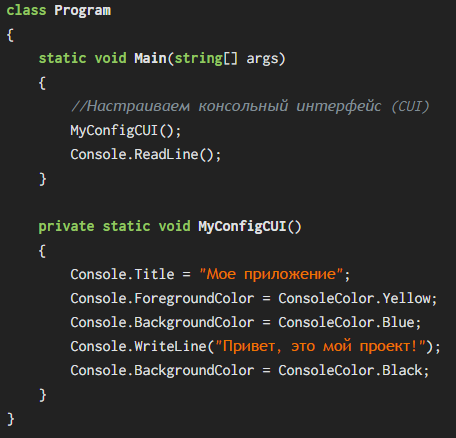 class Program
{
    static void Main(string[] args)
    {
        //Настраиваем консольный интерфейс (CUI)
        MyConfigCUI();
        Console.ReadLine();
    }

    private static void MyConfigCUI()
    {
        Console.Title = "Мое приложение";
        Console.ForegroundColor = ConsoleColor.Yellow;
        Console.BackgroundColor = ConsoleColor.Blue;
        Console.WriteLine("Привет, это мой проект!");
        Console.BackgroundColor = ConsoleColor.Black;
    }
}